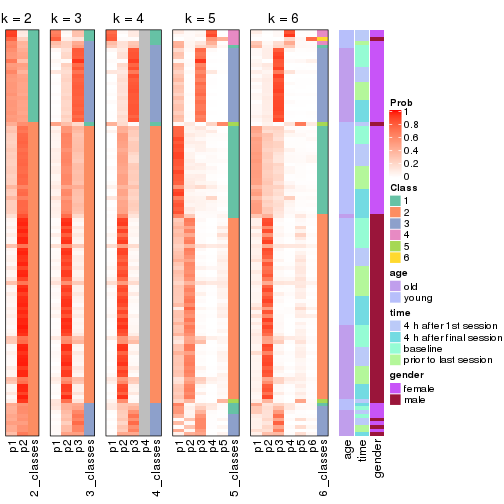 k = 2 k = 3 k = 4 k = 5 k = 6
Prob
1
0.8
0.6
0.4
0.2
0
Class
1
2
3
4
5
6
age
old
young
time
4 h after 1st session
4 h after final session
baseline
prior to last session
gender
female
male
p1 p2 2_classes p1 p2 p3 3_classes p1 p2 p3 p4 4_classes p1 p2 p3 p4 p5 5_classes p1 p2 p3 p4 p5 p6 6_classes age time gender